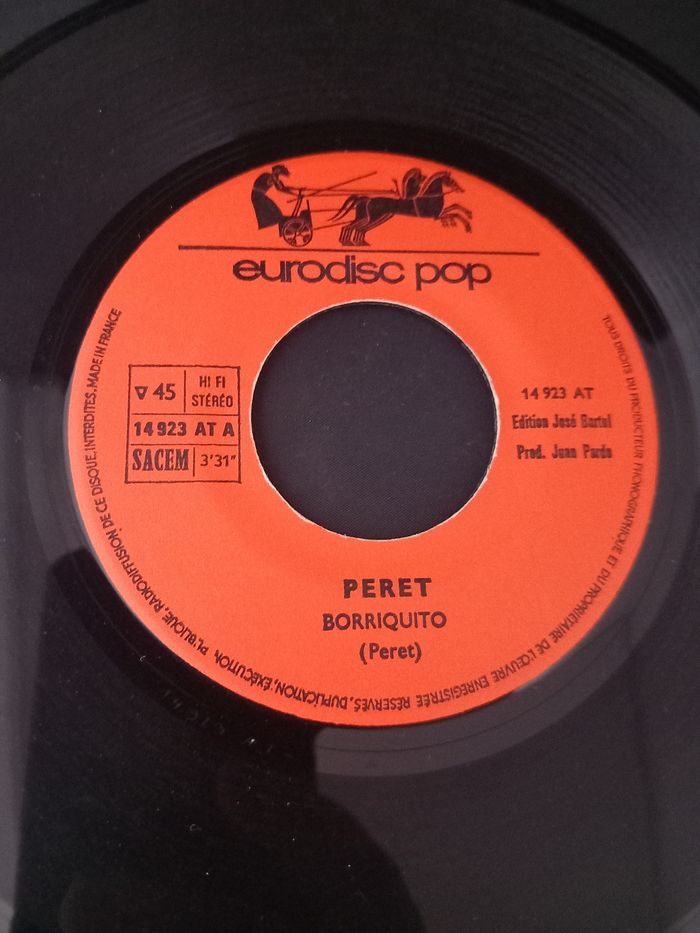 eurodisc pop
▽ 45
HI FI
STÉRÉO
14 923 AT A
SACEM
3'31"
14 923 AT
Edition José Bartel
Prod. Juan Pardo
PERET
BORRIQUITO
(Peret)
TOUS DROITS DU PRODUCTEUR PHONOGRAPHIQUE ET DU PROPRIÉTAIRE DE L'ŒUVRE ENREGISTRÉE RÉSERVÉS, DUPLICATION, EXÉCUTION PUBLIQUE, RADIODIFFUSION DE CE DISQUE, INTERDITES. MADE IN FRANCE